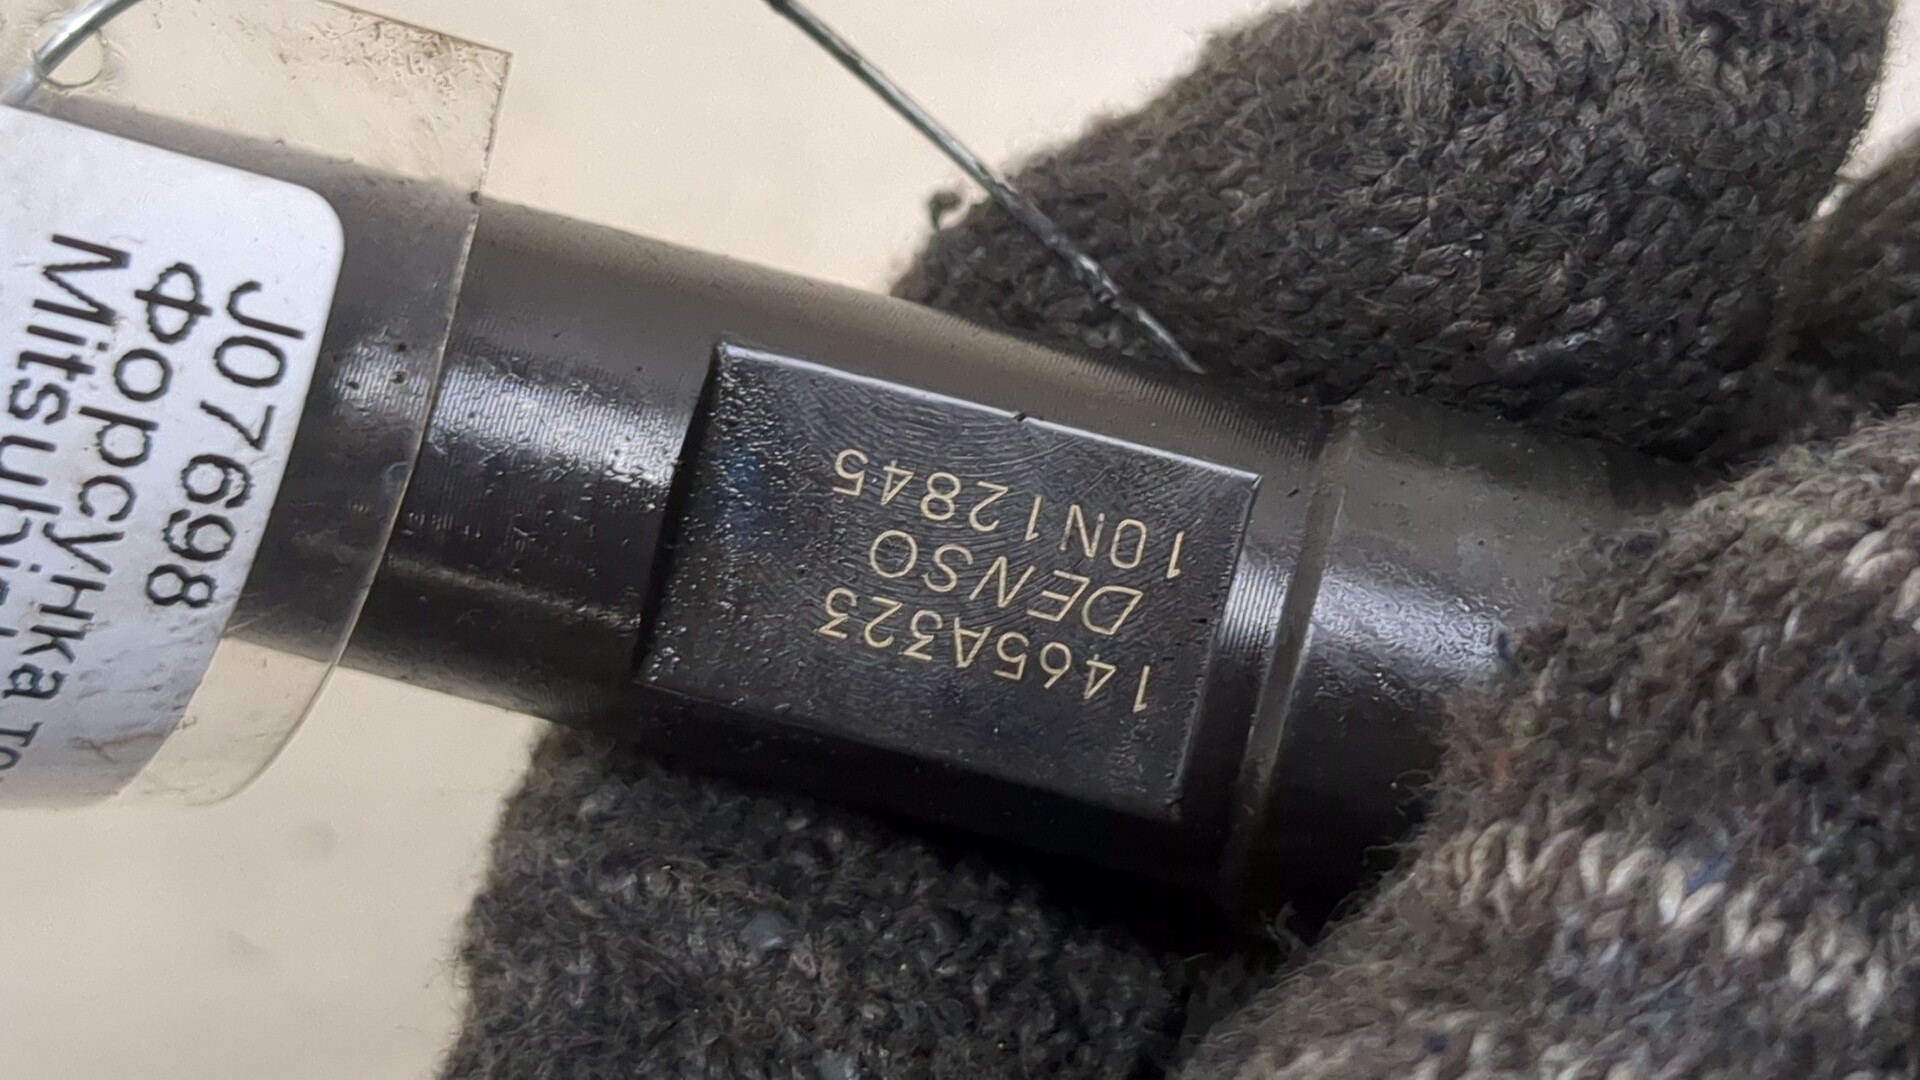 J07698
Форсунка
Mitsubishi
1465A323
DENSO
10N12845